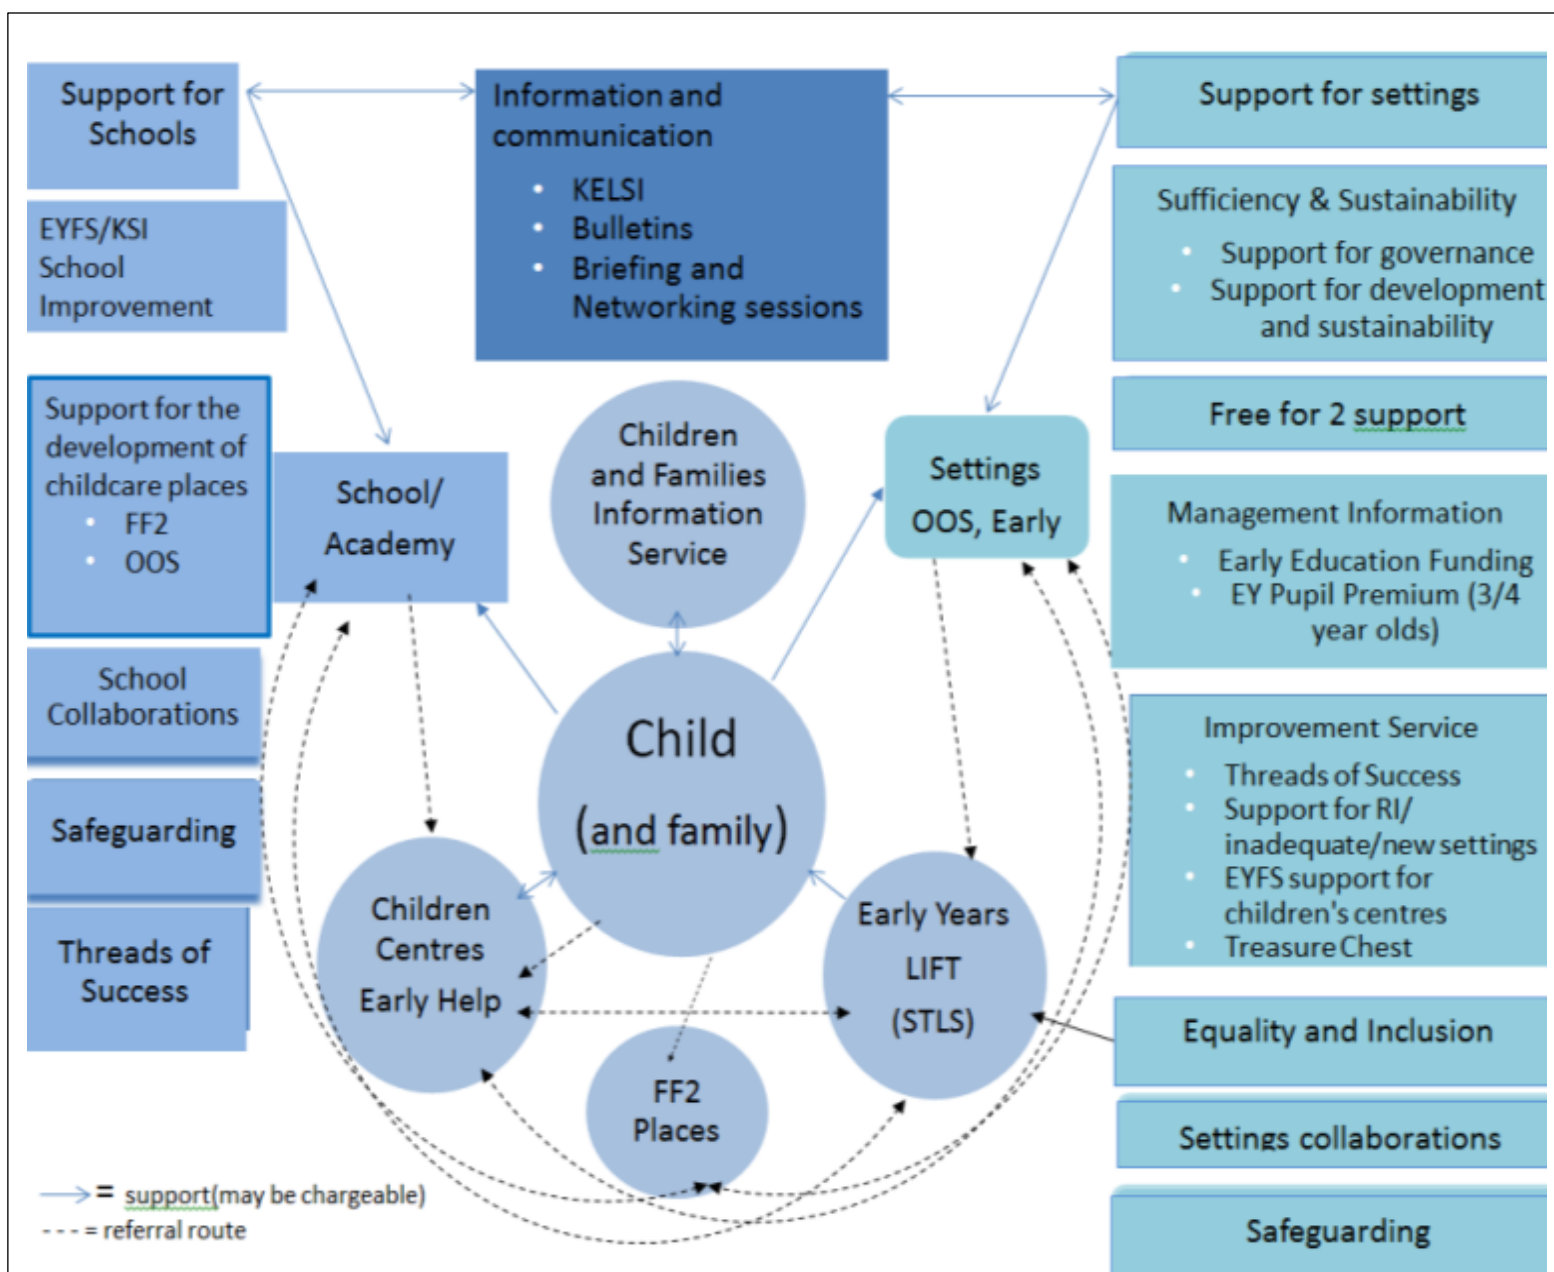 Support for
Schools
EYFS/KSI
School
Improvement
Support for the
development of
childcare places
• FF2
• OOS
School
Collaborations
Safeguarding
Threads of
Success
Information and
communication
• KELSI
• Bulletins
• Briefing and
Networking sessions
School/
Academy
Children
and Families
Information
Service
Settings
OOS, Early
Child
(and family)
Children
Centres
Early Help
Early Years
LIFT
(STLS)
FF2
Places
Support for settings
Sufficiency & Sustainability
• Support for governance
• Support for development
and sustainability
Free for 2 support
Management Information
• Early Education Funding
• EY Pupil Premium (3/4
year olds)
Improvement Service
• Threads of Success
• Support for RI/
inadequate/new settings
• EYFS support for
children's centres
• Treasure Chest
Equality and Inclusion
Settings collaborations
Safeguarding
= support(may be chargeable)
= referral route